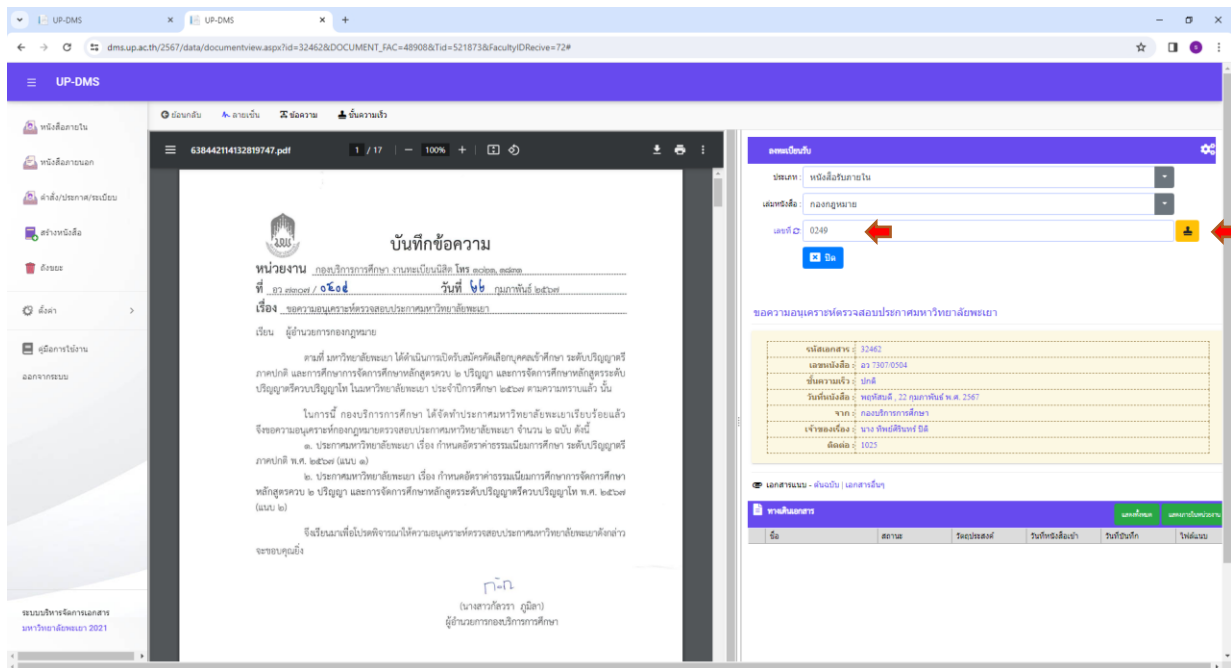 UP-DMS
UP-DMS
dms.up.ac.th/2567/data/documentview.aspx?id=32462&DOCUMENT_FAC=48908&Tid=521873&FacultyIDRecive=72#
UP-DMS
หนังสือภายใน
หนังสือภายนอก
คำสั่ง/ประกาศ/ระเบียบ
สร้างหนังสือ
ถังขยะ
ตั้งค่า
คู่มือการใช้งาน
ออกจากระบบ
ระบบบริหารจัดการเอกสาร
มหาวิทยาลัยพะเยา 2021
ย้อนกลับ ลายเซ็น ข้อความ ชั้นความเร็ว
638442114132819747.pdf 1 / 17 100%
บันทึกข้อความ
หน่วยงาน กองบริการการศึกษา งานทะเบียนนิสิต โทร
ที่ อว ๗๓๐๗ / ๐๕๐๔ วันที่ ๒๒ กุมภาพันธ์ ๒๕๖๗
เรื่อง ขอความอนุเคราะห์ตรวจสอบประกาศมหาวิทยาลัยพะเยา
เรียน ผู้อำนวยการกองกฎหมาย
ตามที่ มหาวิทยาลัยพะเยา ได้ดำเนินการเปิดรับสมัครคัดเลือกบุคคลเข้าศึกษา ระดับปริญญาตรี
ภาคปกติ และการศึกษาการจัดการศึกษาหลักสูตรควบ ๒ ปริญญา และการจัดการศึกษาหลักสูตรระดับ
ปริญญาตรีควบปริญญาโท ในมหาวิทยาลัยพะเยา ประจำปีการศึกษา ๒๕๖๗ ตามความทราบแล้ว นั้น
ในการนี้ กองบริการการศึกษา ได้จัดทำประกาศมหาวิทยาลัยพะเยาเรียบร้อยแล้ว
จึงขอความอนุเคราะห์กองกฎหมายตรวจสอบประกาศมหาวิทยาลัยพะเยา จำนวน ๒ ฉบับ ดังนี้
๑. ประกาศมหาวิทยาลัยพะเยา เรื่อง กำหนดอัตราค่าธรรมเนียมการศึกษา ระดับปริญญาตรี
ภาคปกติ พ.ศ. ๒๕๖๗ (แนบ ๑)
๒. ประกาศมหาวิทยาลัยพะเยา เรื่อง กำหนดอัตราค่าธรรมเนียมการศึกษาการจัดการศึกษา
หลักสูตรควบ ๒ ปริญญา และการจัดการศึกษาหลักสูตรระดับปริญญาตรีควบปริญญาโท พ.ศ. ๒๕๖๗
(แนบ ๒)
จึงเรียนมาเพื่อโปรดพิจารณาให้ความอนุเคราะห์ตรวจสอบประกาศมหาวิทยาลัยพะเยาดังกล่าว
จะขอบคุณยิ่ง
(นางสาวกัลวรา ภูมิลา)
ผู้อำนวยการกองบริการการศึกษา
ลงทะเบียนรับ
ประเภท : หนังสือรับภายใน
เล่มหนังสือ : กองกฎหมาย
เลขที่ : 0249
ปิด
ขอความอนุเคราะห์ตรวจสอบประกาศมหาวิทยาลัยพะเยา
รหัสเอกสาร : 32462
เลขหนังสือ : อว 7307/0504
ชั้นความเร็ว : ปกติ
วันที่หนังสือ : พฤหัสบดี , 22 กุมภาพันธ์ พ.ศ. 2567
จาก : กองบริการการศึกษา
เจ้าของเรื่อง : นาง ทิพย์ศิรินทร์ ปิติ
ติดต่อ : 1025
เอกสารแนบ - ต้นฉบับ | เอกสารอื่นๆ
ทางเดินเอกสาร แสดงทั้งหมด แสดงภายในหน่วยงาน
ชื่อ สถานะ วัตถุประสงค์ วันที่หนังสือเข้า วันที่บันทึก ไฟล์แนบ